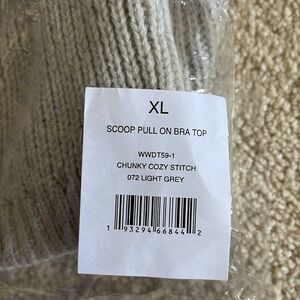 XL
SCOOP PULL ON BRA TOP
WWDT59-1
CHUNKY COZY STITCH
072 LIGHT GREY
1 93294 66844 2